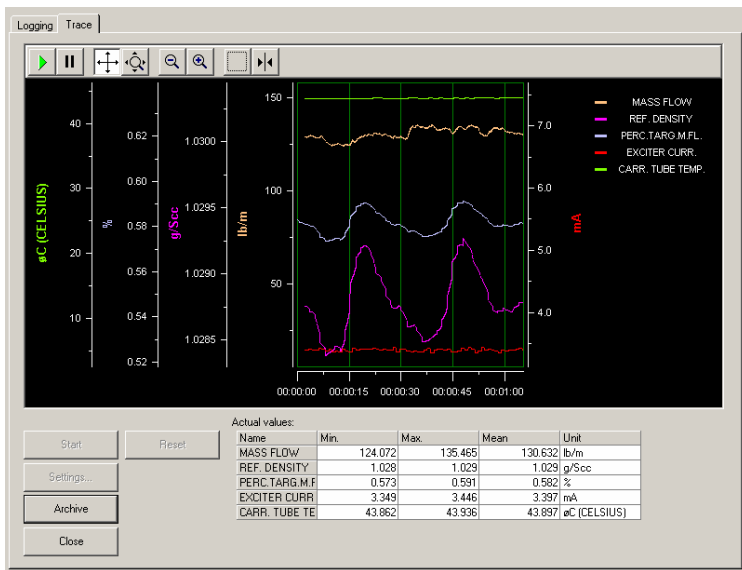 Logging Trace
MASS FLOW
REF. DENSITY
PERC.TARG.M.FL.
EXCITER CURR.
CARR. TUBE TEMP.
øC (CELSIUS)
40
30
20
10
%
0.62
0.60
0.58
0.56
0.54
0.52
g/Scc
1.0300
1.0295
1.0290
1.0285
lb/m
150
100
50
7.0
6.0
5.0
4.0
mA
00:00:00 00:00:15 00:00:30 00:00:45 00:01:00
Start Reset
Settings...
Archive
Close
Actual values:
Name Min. Max. Mean Unit
MASS FLOW 124.072 135.465 130.632 lb/m
REF. DENSITY 1.028 1.029 1.029 g/Scc
PERC.TARG.M.F 0.573 0.591 0.582 %
EXCITER CURR 3.349 3.446 3.397 mA
CARR. TUBE TE 43.862 43.936 43.897 øC (CELSIUS)